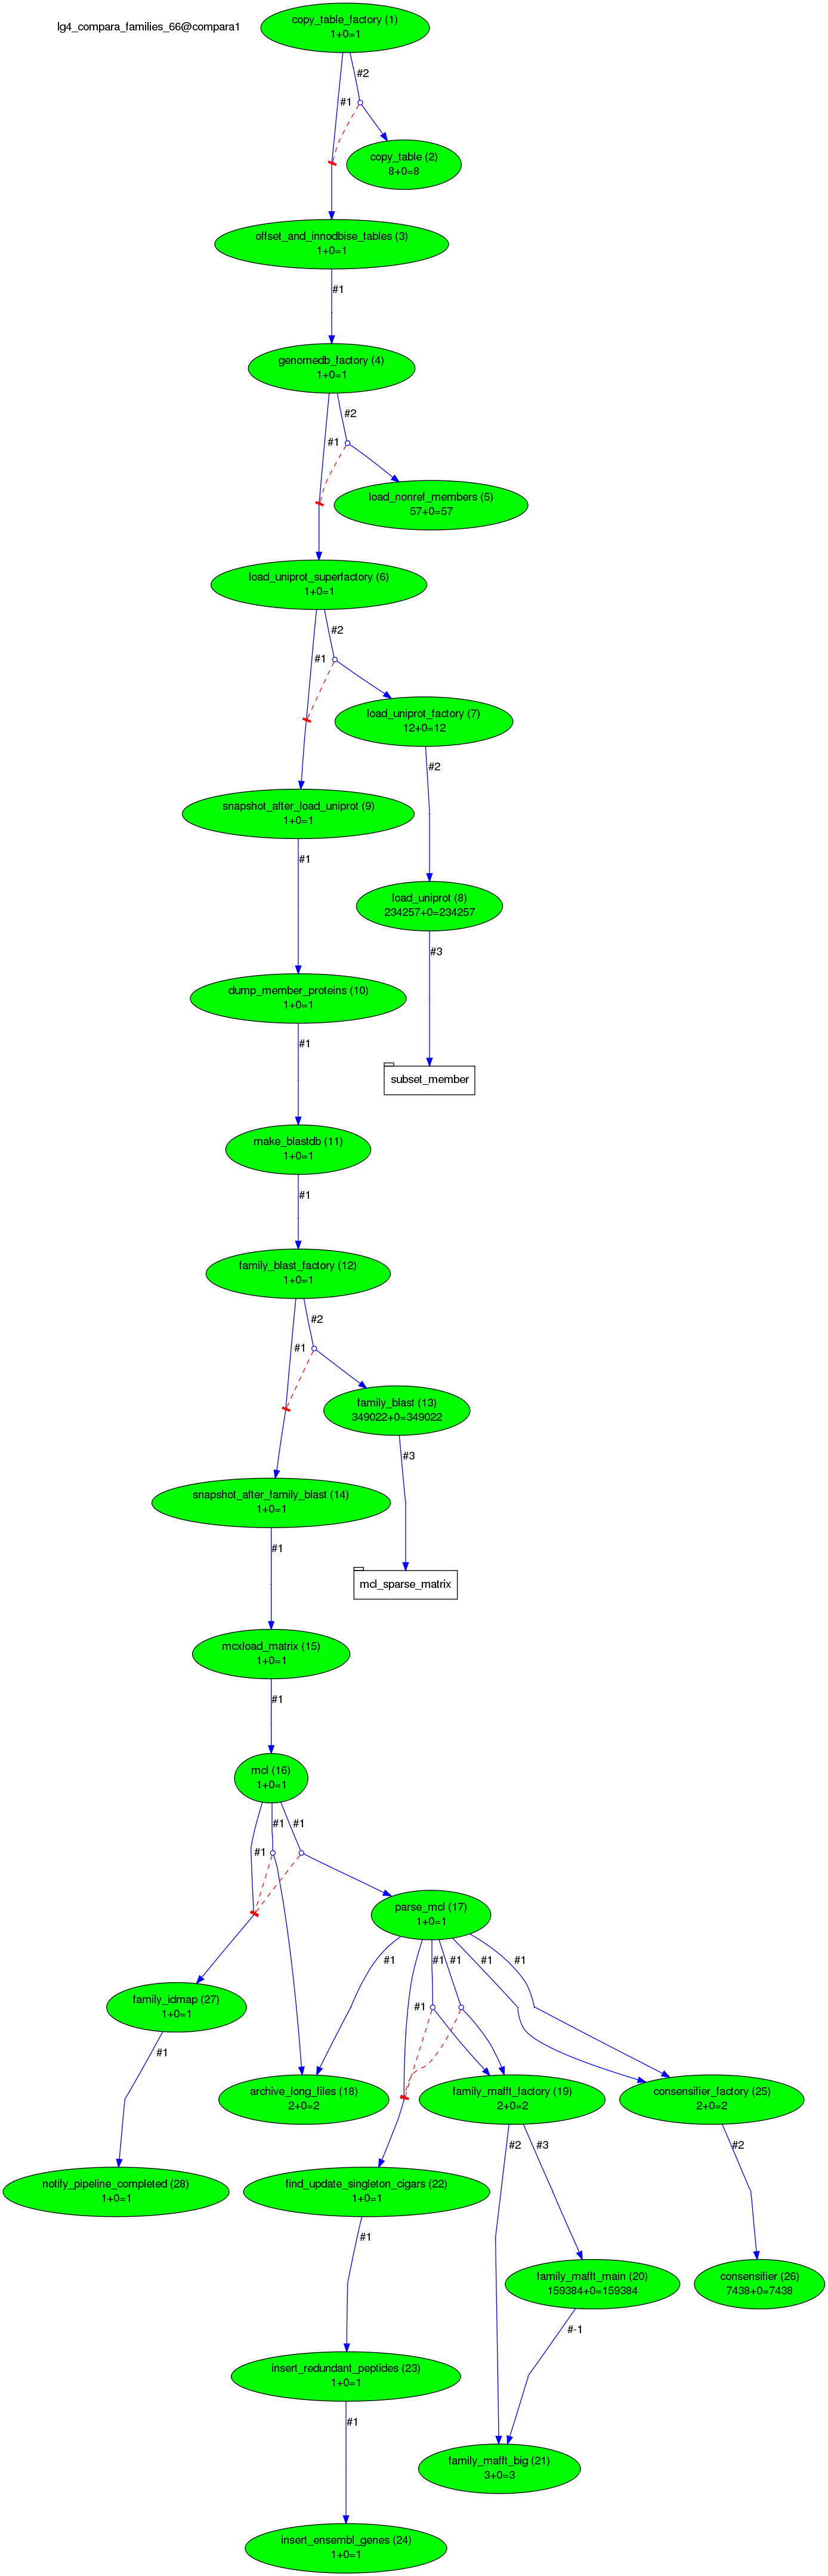 lg4_compara_families_66@compara1
copy_table_factory (1)
1+0=1
#2
#1
copy_table (2)
8+0=8
offset_and_innodbise_tables (3)
1+0=1
#1
genomedb_factory (4)
1+0=1
#2
#1
load_nonref_members (5)
57+0=57
load_uniprot_superfactory (6)
1+0=1
#2
#1
load_uniprot_factory (7)
12+0=12
#2
snapshot_after_load_uniprot (9)
1+0=1
#1
load_uniprot (8)
234257+0=234257
#3
dump_member_proteins (10)
1+0=1
#1
subset_member
make_blastdb (11)
1+0=1
#1
family_blast_factory (12)
1+0=1
#2
#1
family_blast (13)
349022+0=349022
#3
snapshot_after_family_blast (14)
1+0=1
#1
mcl_sparse_matrix
mcxload_matrix (15)
1+0=1
#1
mcl (16)
1+0=1
#1
#1
#1
parse_mcl (17)
1+0=1
#1
#1
#1
#1
#1
#1
family_idmap (27)
1+0=1
#1
archive_long_files (18)
2+0=2
family_mafft_factory (19)
2+0=2
consensifier_factory (25)
2+0=2
#2
#3
#2
notify_pipeline_completed (28)
1+0=1
find_update_singleton_cigars (22)
1+0=1
#1
family_mafft_main (20)
159384+0=159384
consensifier (26)
7438+0=7438
#-1
insert_redundant_peptides (23)
1+0=1
#1
family_mafft_big (21)
3+0=3
insert_ensembl_genes (24)
1+0=1